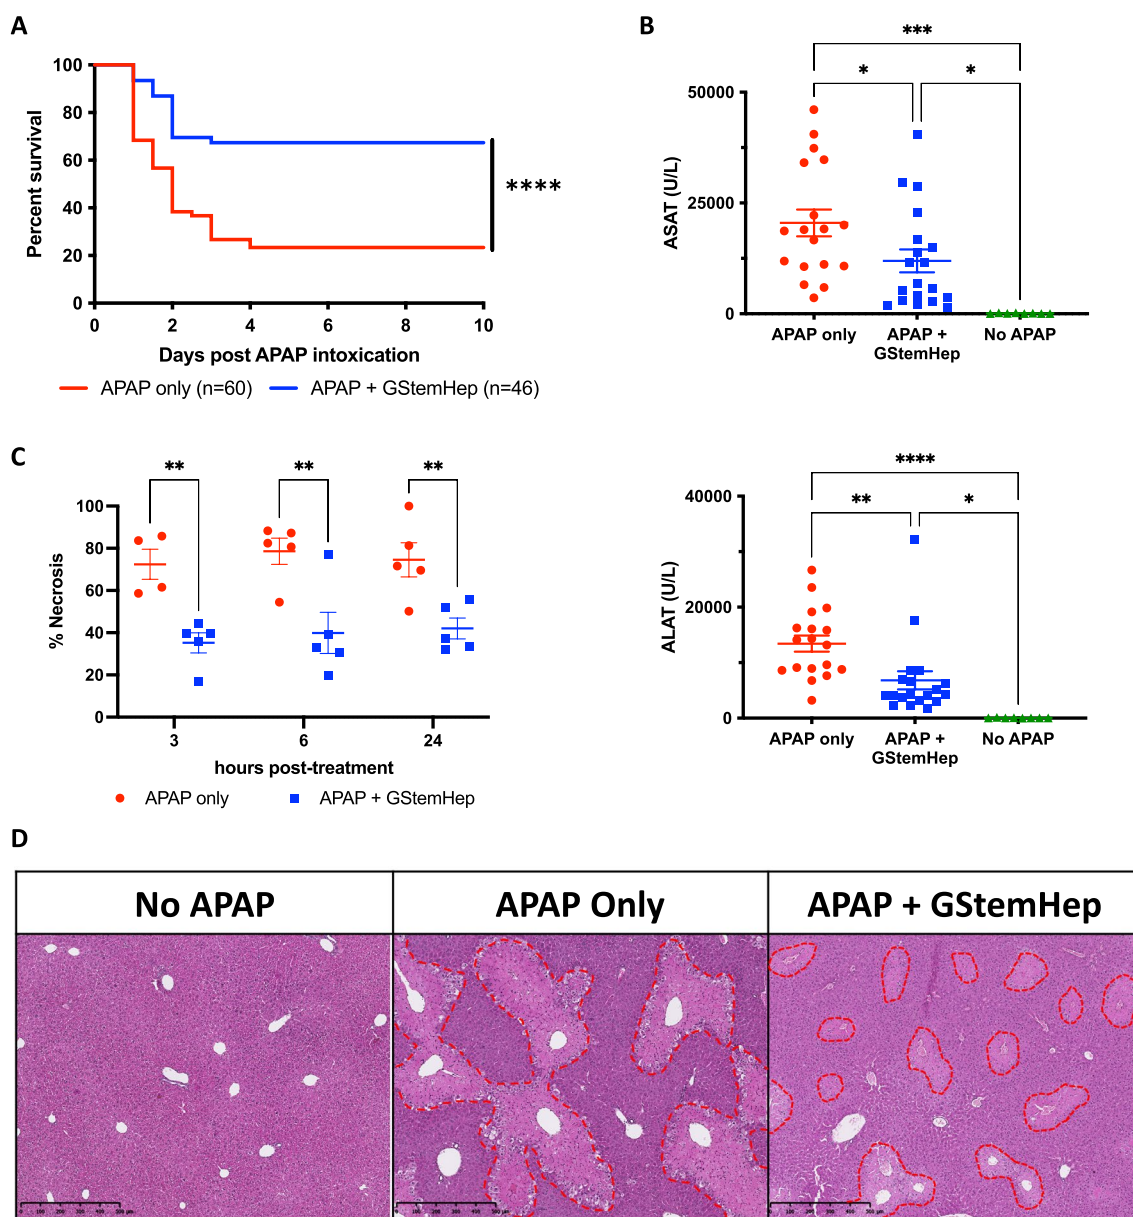 A
Percent survival
100
80
60
40
20
0
0 2 4 6 8 10
Days post APAP intoxication
****
APAP only (n=60) APAP + GStemHep (n=46)
B
***
* *
ASAT (U/L)
50000
25000
0
APAP only APAP + No APAP
GStemHep
****
** *
ALAT (U/L)
40000
20000
0
APAP only APAP + No APAP
GStemHep
C
** ** **
% Necrosis
100
80
60
40
20
0
3 6 24
hours post-treatment
APAP only APAP + GStemHep
D
No APAP APAP Only APAP + GStemHep